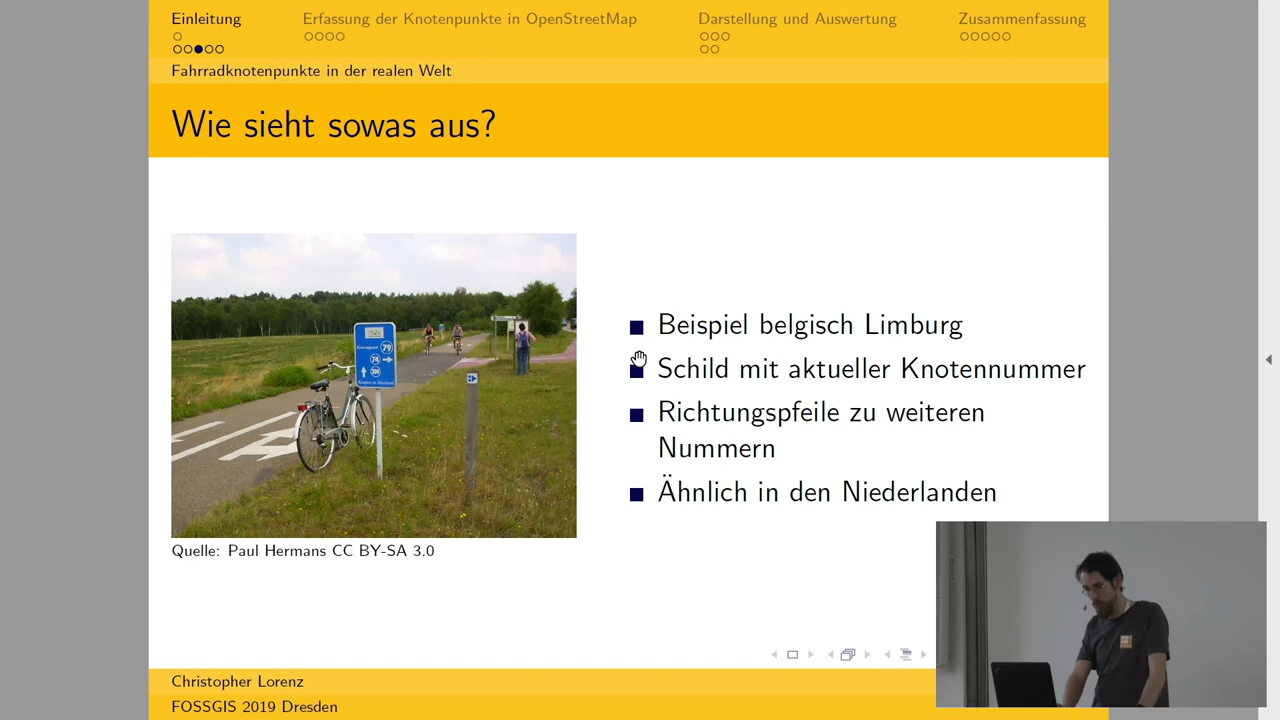 Einleitung
Erfassung der Knotenpunkte in OpenStreetMap
Darstellung und Auswertung
Zusammenfassung
Fahrradknotenpunkte in der realen Welt
Wie sieht sowas aus?
79
74
Beispiel belgisch Limburg
Schild mit aktueller Knotennummer
Richtungspfeile zu weiteren
Nummern
Ähnlich in den Niederlanden
Quelle: Paul Hermans CC BY-SA 3.0
Christopher Lorenz
FOSSGIS 2019 Dresden